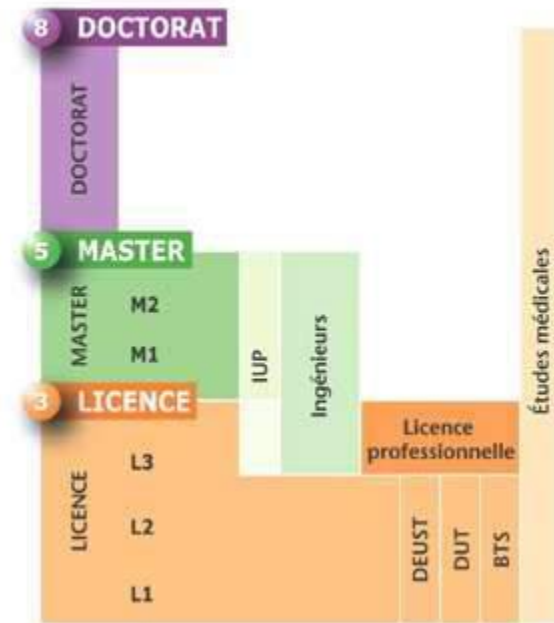 8 DOCTORAT
DOCTORAT
5 MASTER
MASTER
M2
M1
IUP
Ingénieurs
Études médicales
3 LICENCE
LICENCE
L3
L2
L1
Licence
professionnelle
DEUST
DUT
BTS